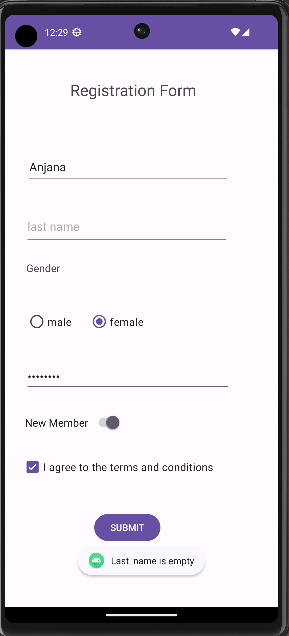 12:29
Registration Form
Anjana
last name
Gender
male female
••••••••
New Member
I agree to the terms and conditions
SUBMIT
Last name is empty